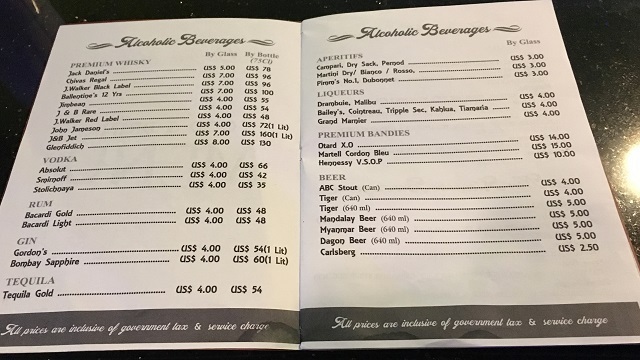 Alcoholic Beverages
By Glass By Bottle
(75Cl)
PREMIUM WHISKY
Jack Daniel's US$ 5.00 US$ 78
Chivas Regal US$ 7.00 US$ 96
J.Walker Black Label US$ 7.00 US$ 96
Ballentine's 12 Yrs US$ 7.00 US$ 100
Jimbean US$ 4.00 US$ 55
J & B Rare US$ 4.00 US$ 54
J.Walker Red Label US$ 4.00 US$ 48
John Jameson US$ 4.00 US$ 72(1 Lit)
J&B Jet US$ 7.00 US$ 160(1 Lit)
Glenfiddich US$ 8.00 US$ 130
VODKA
Absolut US$ 4.00 US$ 66
Smirnoff US$ 4.00 US$ 42
Stolichnaya US$ 4.00 US$ 35
RUM
Bacardi Gold US$ 4.00 US$ 48
Bacardi Light US$ 4.00 US$ 48
GIN
Gordon's US$ 4.00 US$ 54(1 Lit)
Bombay Sapphire US$ 4.00 US$ 60(1 Lit)
TEQUILA
Tequila Gold US$ 4.00 US$ 54
All prices are inclusive of government tax & service charge
Alcoholic Beverages
By Glass
APERITIES
Campari, Dry Sack, Pernod US$ 3.00
Martini Dry/ Bianco / Rosso, US$ 3.00
Pimm's No.1, Dubonnet US$ 3.00
LIQUEURS
Drambuie, Malibu US$ 4.00
Bailey's, Cointreau, Tripple Sec, Kahlua, Tiamaria US$ 4.00
Grand Marnier US$ 4.00
PREMIUM BANDIES
Otard X.O US$ 14.00
Martell Cordon Bleu US$ 15.00
Hennessy V.S.O.P US$ 10.00
BEER
ABC Stout (Can) US$ 4.00
Tiger (Can) US$ 4.00
Tiger (640 ml) US$ 5.00
Mandalay Beer (640 ml) US$ 5.00
Myanmar Beer (640 ml) US$ 5.00
Dagon Beer (640 ml) US$ 5.00
Carlsberg US$ 2.50
All prices are inclusive of government tax & service charge